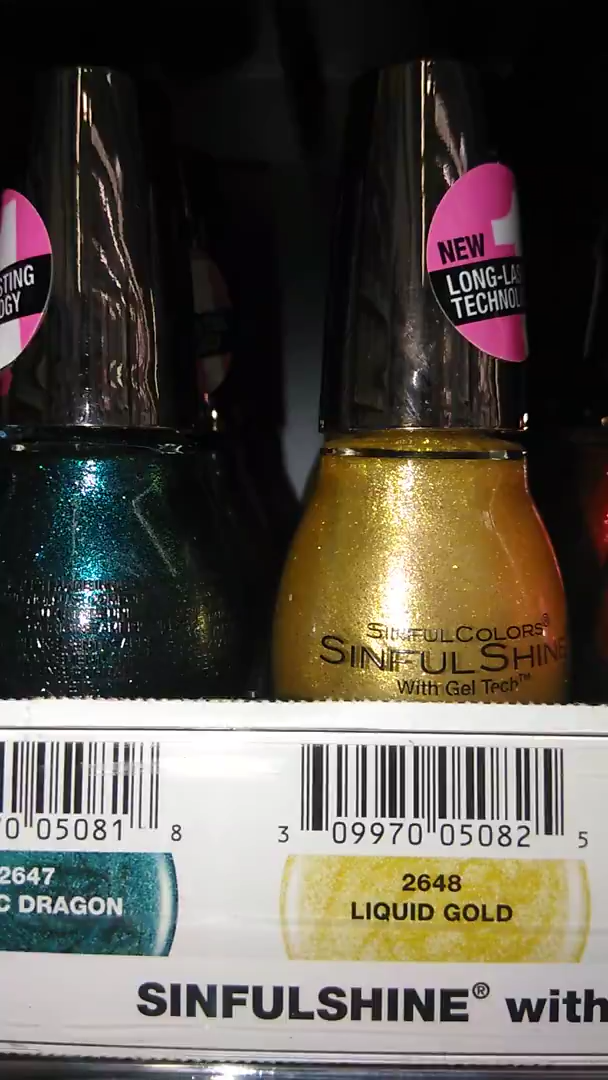 STING
OGY
NEW 1
LONG-LAS
TECHNOL
SINFULCOLORS®
SINFULSHINE
With Gel Tech™
0 05081 8
3 09970 05082 5
2647
C DRAGON
2648
LIQUID GOLD
SINFULSHINE® with